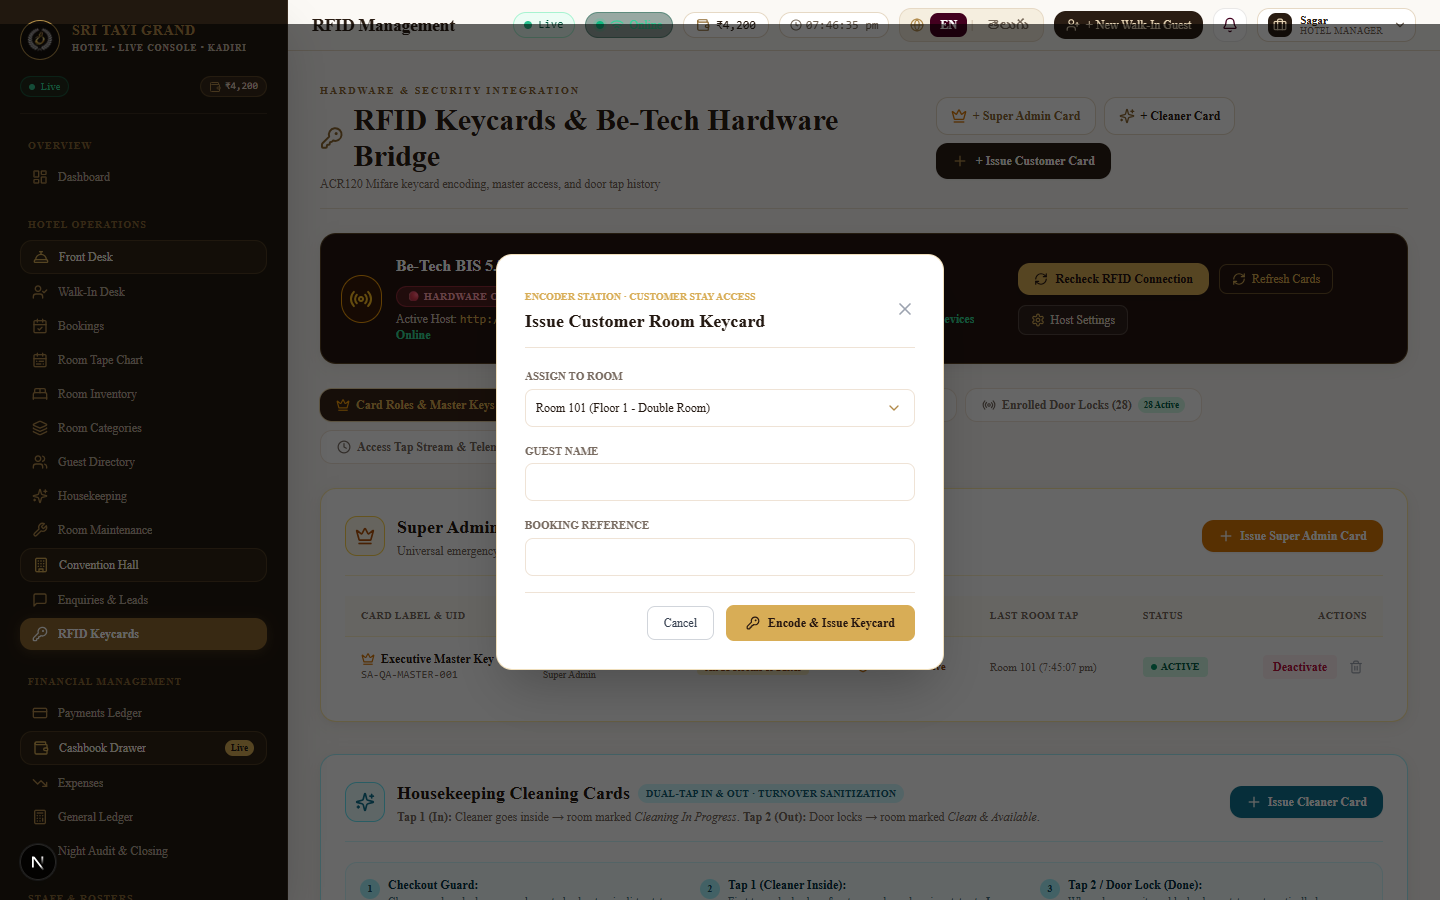 SRI TAYI GRAND
HOTEL • LIVE CONSOLE • KADIRI
Live
₹4,200
OVERVIEW
Dashboard
HOTEL OPERATIONS
Front Desk
Walk-In Desk
Bookings
Room Tape Chart
Room Inventory
Room Categories
Guest Directory
Housekeeping
Room Maintenance
Convention Hall
Enquiries & Leads
RFID Keycards
FINANCIAL MANAGEMENT
Payments Ledger
Cashbook Drawer
Live
Expenses
General Ledger
Night Audit & Closing
STAFF & ROSTERS
RFID Management
Live
₹4,200
07:46:35 pm
EN
తెలుగు
+ New Walk-In Guest
Sagar
HOTEL MANAGER
HARDWARE & SECURITY INTEGRATION
RFID Keycards & Be-Tech Hardware
Bridge
ACR120 Mifare keycard encoding, master access, and door tap history
+ Super Admin Card
+ Cleaner Card
+ Issue Customer Card
Be-Tech BIS 5.
HARDWARE
Active Host: http:/
Online
evices
Recheck RFID Connection
Refresh Cards
Host Settings
Card Roles & Master Keys
Enrolled Door Locks (28)
28 Active
Access Tap Stream &
Super Admin
Universal emergency
Issue Super Admin Card
CARD LABEL & UID
LAST ROOM TAP
STATUS
ACTIONS
Executive Master Key
SA-QA-MASTER-001
Super Admin
Room 101 (7:45:07 pm)
ACTIVE
Deactivate
ENCODER STATION · CUSTOMER STAY ACCESS
Issue Customer Room Keycard
ASSIGN TO ROOM
Room 101 (Floor 1 - Double Room)
GUEST NAME
BOOKING REFERENCE
Cancel
Encode & Issue Keycard
Housekeeping Cleaning Cards
DUAL-TAP IN & OUT · TURNOVER SANITIZATION
Tap 1 (In): Cleaner goes inside → room marked Cleaning In Progress. Tap 2 (Out): Door locks → room marked Clean & Available.
Issue Cleaner Card
1
Checkout Guard:
2
Tap 1 (Cleaner Inside):
3
Tap 2 / Door Lock (Done):